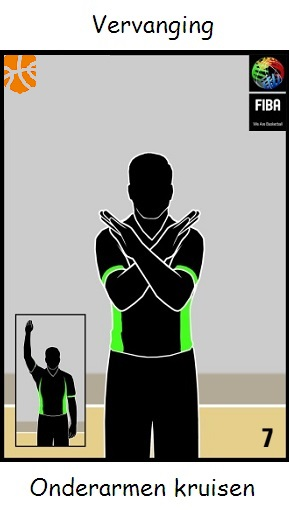 Vervanging
FIBA
We Are Basketball
7
Onderarmen kruisen